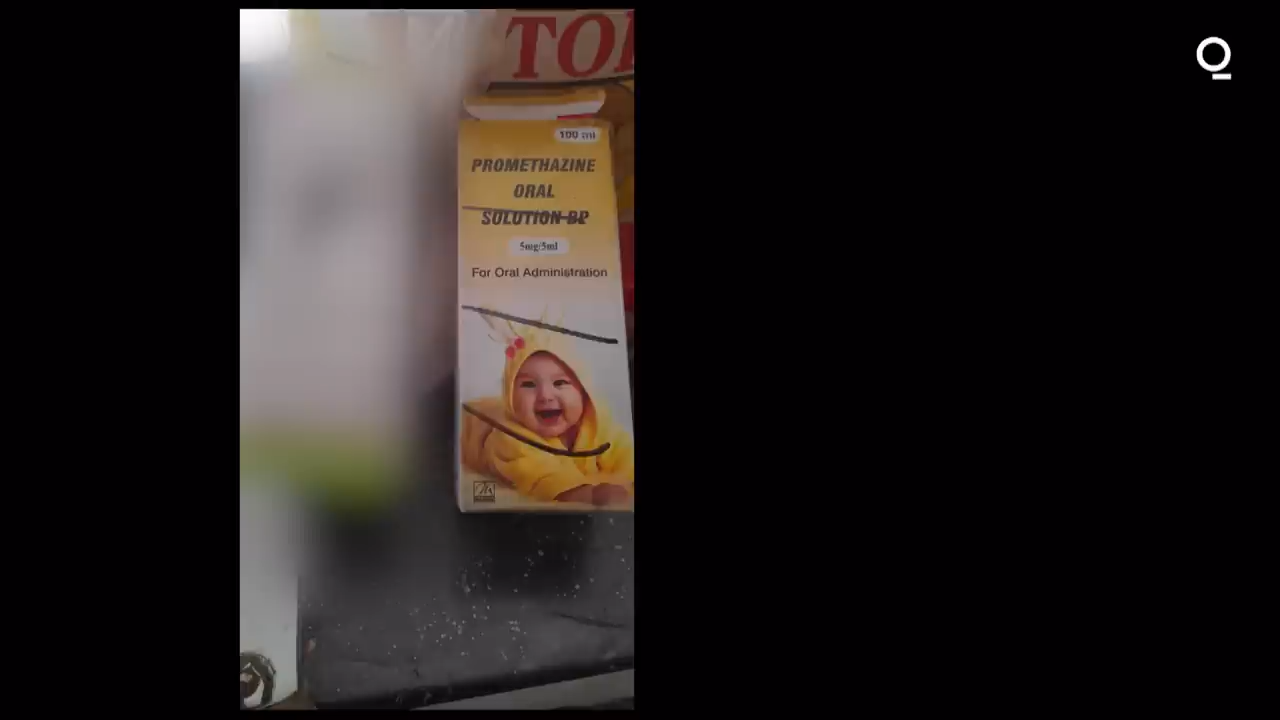 TO
100 ml
PROMETHAZINE
ORAL
SOLUTION BP
5mg/5ml
For Oral Administration